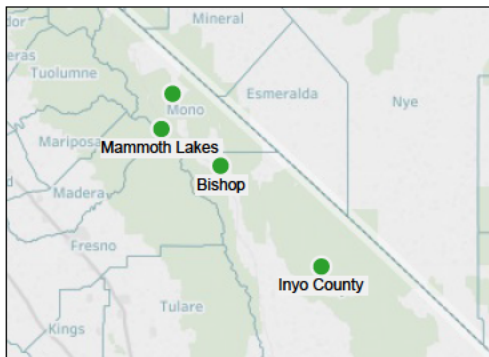 Mineral
Tuolumne
Esmeralda
Nye
Mono
Mariposa
Mammoth Lakes
Bishop
Madera
Fresno
Inyo County
Tulare
Kings